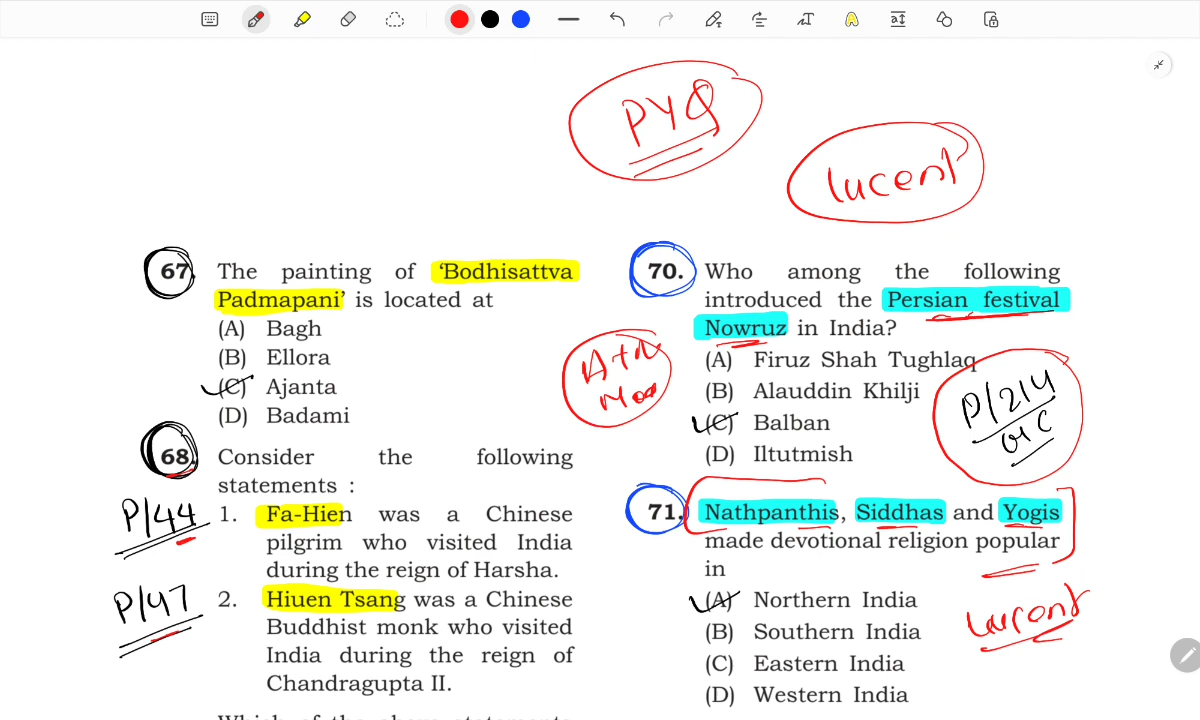 PYQ
lucent
67. The painting of ‘Bodhisattva
Padmapani’ is located at
(A) Bagh
(B) Ellora
(C) Ajanta
(D) Badami
68. Consider the following
statements :
P/44
1. Fa-Hien was a Chinese
pilgrim who visited India
during the reign of Harsha.
P/47
2. Hiuen Tsang was a Chinese
Buddhist monk who visited
India during the reign of
Chandragupta II.
70. Who among the following
introduced the Persian festival
Nowruz in India?
(A) Firuz Shah Tughlaq
(B) Alauddin Khilji
(C) Balban
(D) Iltutmish
P/214
71. Nathpanthis, Siddhas and Yogis
made devotional religion popular
in
(A) Northern India
(B) Southern India
(C) Eastern India
(D) Western India
Lucent